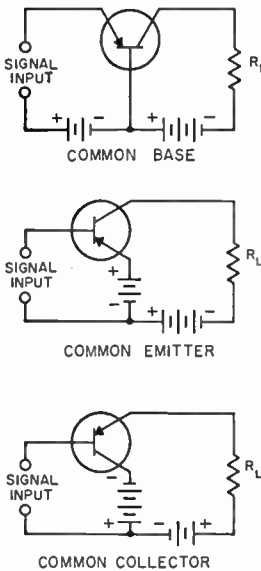 SIGNAL
INPUT
R
+ - + -
COMMON BASE
SIGNAL
INPUT
+
-
RL
+ -
COMMON EMITTER
SIGNAL
INPUT
-
+
RL
- +
COMMON COLLECTOR